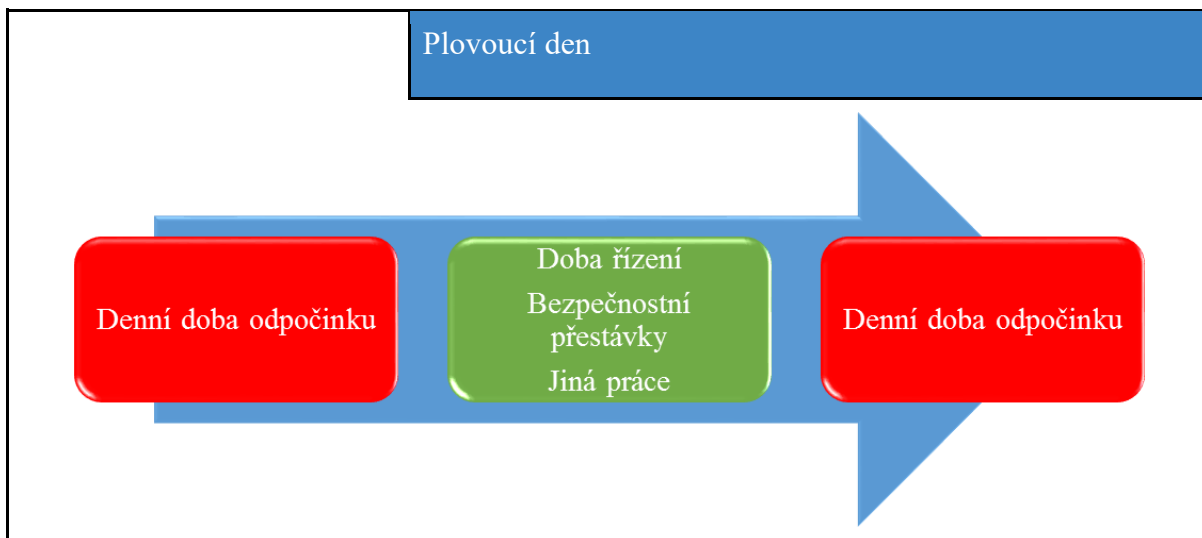 Plovoucí den
Denní doba odpočinku
Doba řízení
Bezpečnostní
přestávky
Jiná práce
Denní doba odpočinku